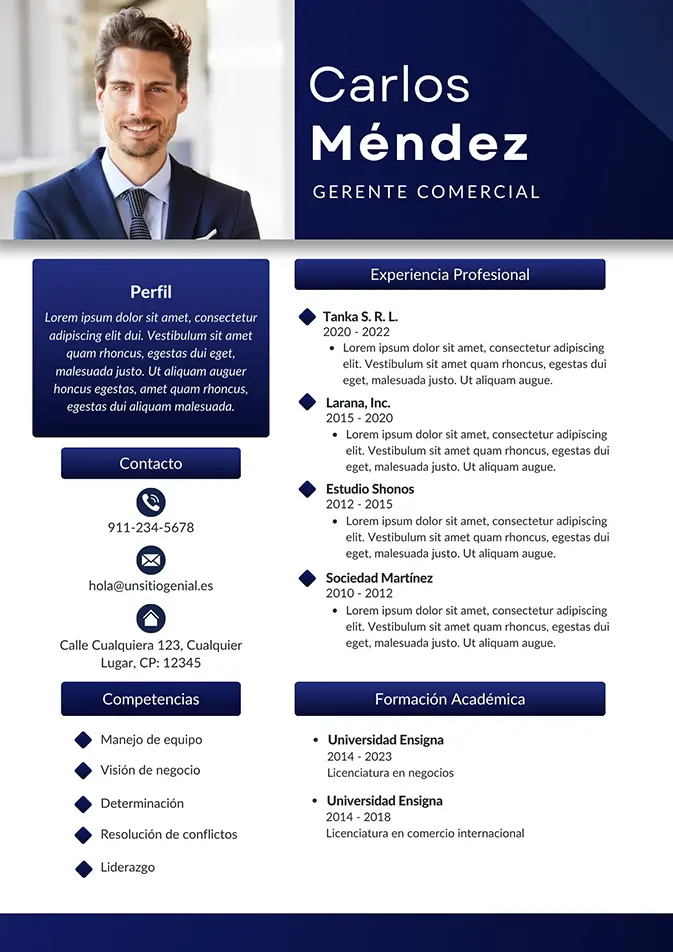 Carlos
Méndez
GERENTE COMERCIAL
Perfil
Lorem ipsum dolor sit amet, consectetur
adipiscing elit dui. Vestibulum sit amet
quam rhoncus, egestas dui eget,
malesuada justo. Ut aliquam auguer
honcus egestas, amet quam rhoncus,
egestas dui aliquam malesuada.
Contacto
911-234-5678
hola@unsitiogenial.es
Calle Cualquiera 123, Cualquier
Lugar, CP: 12345
Competencias
Manejo de equipo
Visión de negocio
Determinación
Resolución de conflictos
Liderazgo
Experiencia Profesional
Tanka S. R. L.
2020 - 2022
• Lorem ipsum dolor sit amet, consectetur adipiscing
elit. Vestibulum sit amet quam rhoncus, egestas dui
eget, malesuada justo. Ut aliquam augue.
Larana, Inc.
2015 - 2020
• Lorem ipsum dolor sit amet, consectetur adipiscing
elit. Vestibulum sit amet quam rhoncus, egestas dui
eget, malesuada justo. Ut aliquam augue.
Estudio Shonos
2012 - 2015
• Lorem ipsum dolor sit amet, consectetur adipiscing
elit. Vestibulum sit amet quam rhoncus, egestas dui
eget, malesuada justo. Ut aliquam augue.
Sociedad Martínez
2010 - 2012
• Lorem ipsum dolor sit amet, consectetur adipiscing
elit. Vestibulum sit amet quam rhoncus, egestas dui
eget, malesuada justo. Ut aliquam augue.
Formación Académica
• Universidad Ensigna
2014 - 2023
Licenciatura en negocios
• Universidad Ensigna
2014 - 2018
Licenciatura en comercio internacional